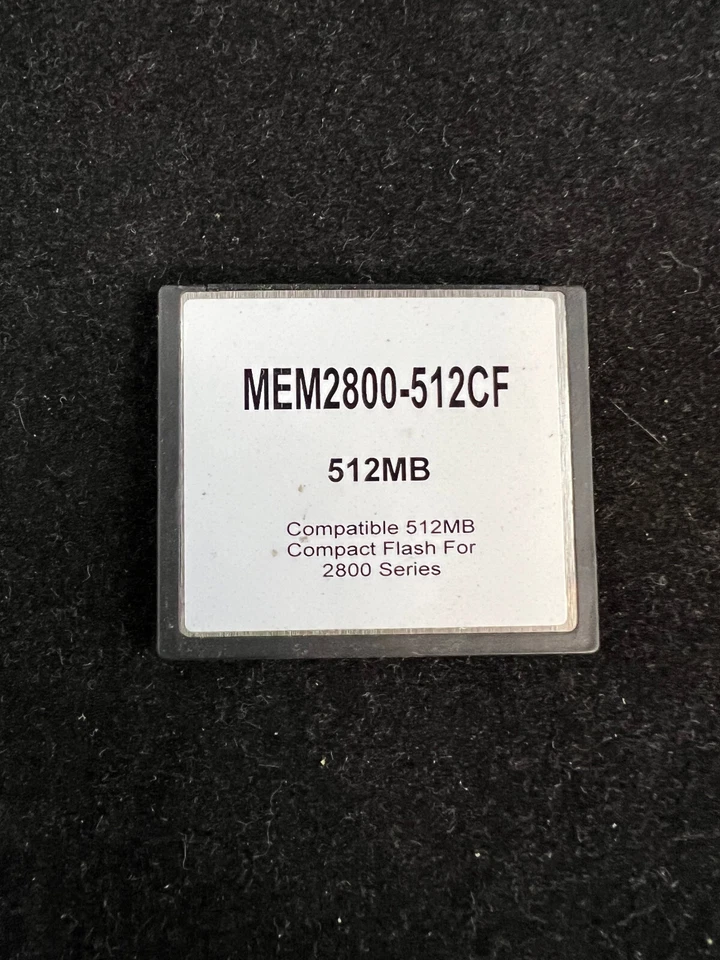 MEM2800-512CF
512MB
Compatible 512MB
Compact Flash For
2800 Series